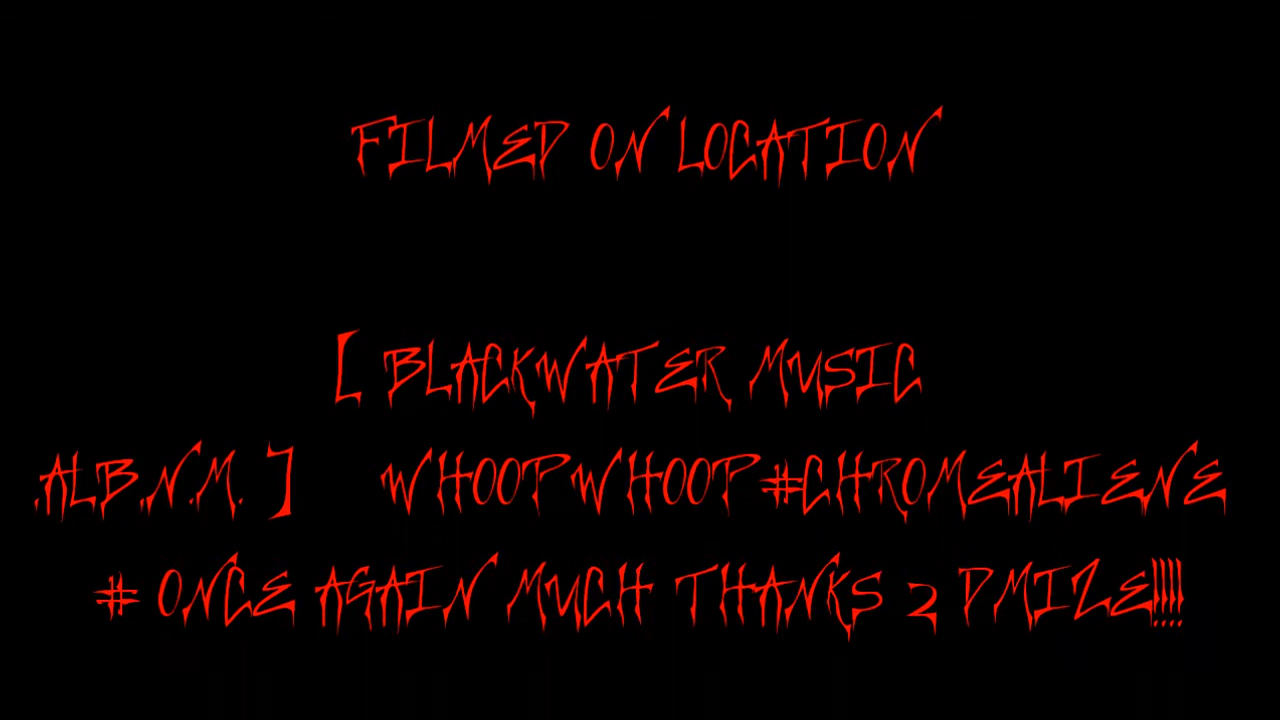 FILMED ON LOCATION
[ BLACKWATER MUSIC
.ALB.N.M. ] WHOOPWHOOP#CHROMEALIENE
# ONCE AGAIN MUCH THANKS 2 DMIZE!!!!